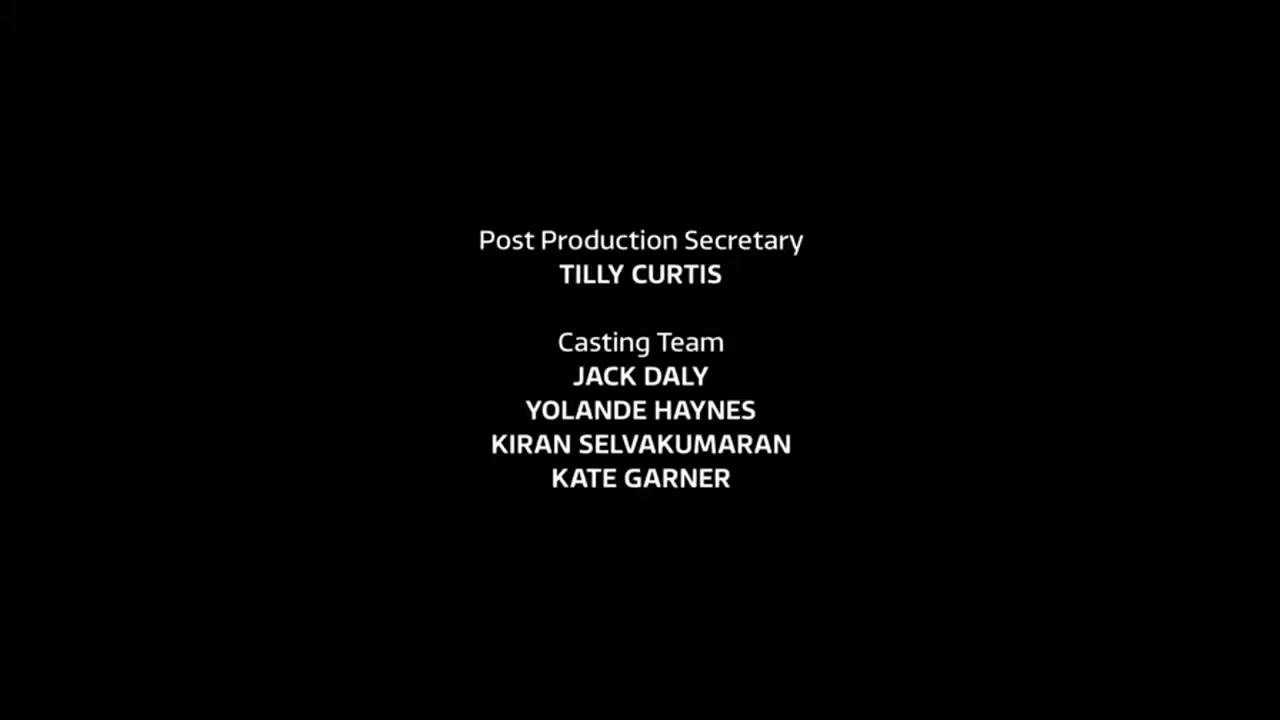 Post Production Secretary
TILLY CURTIS
Casting Team
JACK DALY
YOLANDE HAYNES
KIRAN SELVAKUMARAN
KATE GARNER